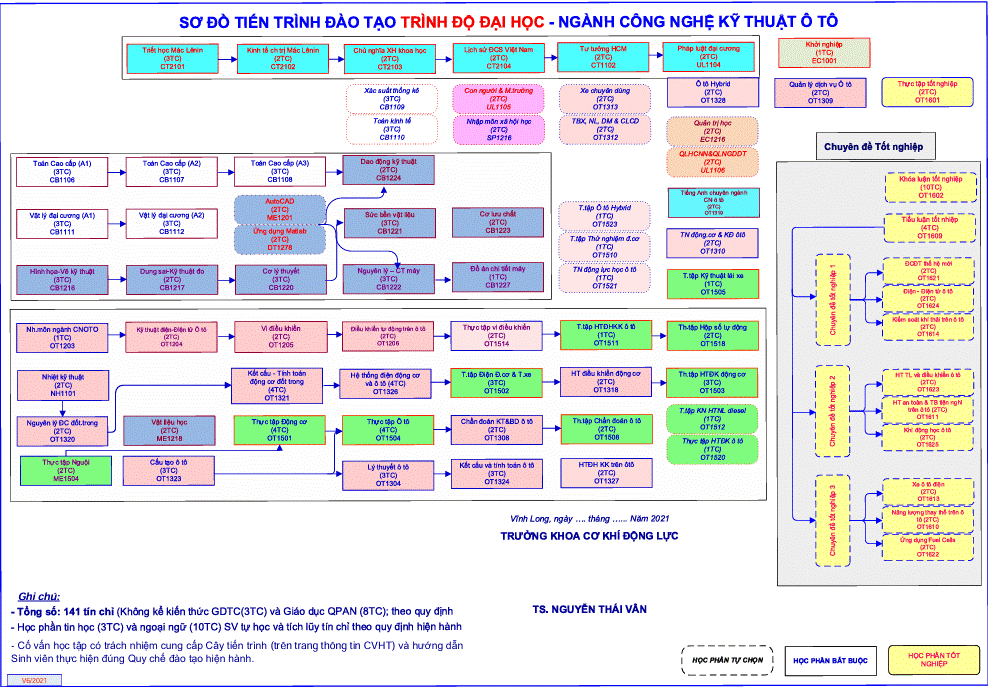 SƠ ĐỒ TIẾN TRÌNH ĐÀO TẠO TRÌNH ĐỘ ĐẠI HỌC - NGÀNH CÔNG NGHỆ KỸ THUẬT Ô TÔ
Triết học Mác Lênin
(3TC)
CT2101
Kinh tế ch trị Mác Lênin
(2TC)
CT2102
Chủ nghĩa XH khoa học
(2TC)
CT2103
Lịch sử ĐCS Việt Nam
(2TC)
CT2104
Tư tưởng HCM
(2TC)
CT1102
Pháp luật đại cương
(2TC)
UL1104
Khởi nghiệp
(1TC)
EC1001
Xác suất thống kê
(3TC)
CB1109
Con người & M.trường
(2TC)
UL1105
Xe chuyên dùng
(2TC)
OT1313
Ô tô Hybrid
(2TC)
OT1328
Quản lý dịch vụ Ô tô
(2TC)
OT1309
Thực tập tốt nghiệp
(2TC)
OT1601
Toán kinh tế
(3TC)
CB1110
Nhập môn xã hội học
(2TC)
SP1216
TBX, NL, DM & CLCD
(2TC)
OT1312
Quản trị học
(2TC)
EC1216
QLHCNN&QLNGDDT
(2TC)
UL1106
Chuyên đề Tốt nghiệp
Toán Cao cấp (A1)
(3TC)
CB1106
Toán Cao cấp (A2)
(3TC)
CB1107
Toán Cao cấp (A3)
(3TC)
CB1108
Dao động kỹ thuật
(2TC)
CB1224
Vật lý đại cương (A1)
(3TC)
CB1111
Vật lý đại cương (A2)
(3TC)
CB1112
AutoCAD
(2TC)
ME1201
Ứng dụng Matlab
(2TC)
DT1278
Sức bền vật liệu
(3TC)
CB1221
Cơ lưu chất
(2TC)
CB1223
T.tập Ô tô Hybrid
(1TC)
OT1523
T.tập Thử nghiệm đ.cơ
(1TC)
OT1510
Tiếng Anh chuyên ngành
CN ô tô
(2TC)
OT1319
TN động.cơ & KĐ ôtô
(2TC)
OT1310
Hình họa-Vẽ kỹ thuật
(3TC)
CB1216
Dung sai-Kỹ thuật đo
(2TC)
CB1217
Cơ lý thuyết
(3TC)
CB1220
Nguyên lý – CT máy
(3TC)
CB1222
Đồ án chi tiết máy
(1TC)
CB1227
TN động lực học ô tô
(1TC)
OT1521
T.tập Kỹ thuật lái xe
(1TC)
OT1505
Khóa luận tốt nghiệp
(10TC)
OT1602
Tiểu luận tốt nghiệp
(4TC)
OT1609
Chuyên đề tốt nghiệp 1
ĐCĐT thế hệ mới
(2TC)
OT1621
Điện - Điện tử ô tô
(2TC)
OT1624
Kiểm soát khí thải trên ô tô
(2TC)
OT1614
Nh.môn ngành CNOTO
(1TC)
OT1203
Kỹ thuật điện-Điện tử Ô tô
(2TC)
OT1204
Vi điều khiển
(2TC)
OT1205
Điều khiển tự động trên ô tô
(2TC)
OT1206
Thực tập vi điều khiển
(2TC)
OT1514
T.tập HTĐHKK ô tô
(1TC)
OT1511
Th-tập Hộp số tự động
(2TC)
OT1518
Nhiệt kỹ thuật
(2TC)
NH1101
Kết cấu - Tính toán
động cơ đốt trong
(4TC)
OT1321
Hệ thống điện động cơ
và ô tô (4TC)
OT1326
T.tập Điện Đ.cơ & T.xe
(3TC)
OT1502
HT điều khiển động cơ
(2TC)
OT1318
Th.tập HTĐK động cơ
(3TC)
OT1503
Nguyên lý ĐC đốt.trong
(2TC)
OT1320
Vật liệu học
(2TC)
ME1218
Thực tập Động cơ
(4TC)
OT1501
Thực tập Ô tô
(4TC)
OT1504
Chẩn đoán KT&BD ô tô
(2TC)
OT1308
Th.tập Chẩn đoán ô tô
(2TC)
OT1508
T.tập KN HTNL diesel
(1TC)
OT1512
Thực tập HTĐK ô tô
(1TC)
OT1520
Thực tập Nguội
(2TC)
ME1504
Cấu tạo ô tô
(3TC)
OT1323
Lý thuyết ô tô
(3TC)
OT1304
Kết cấu và tính toán ô tô
(3TC)
OT1324
HTĐH KK trên ôtô
(2TC)
OT1327
Chuyên đề tốt nghiệp 2
HT TL và điều khiển ô tô
(2TC)
OT1623
HT an toàn & TB tiện nghi
trên ô tô (2TC)
OT1611
Khí động học ô tô
(2TC)
OT1625
Chuyên đề tốt nghiệp 3
Xe ô tô điện
(2TC)
OT1613
Năng lượng thay thế trên ô
tô (2TC)
OT1610
Ứng dụng Fuel Cells
(2TC)
OT1622
Vĩnh Long, ngày …. tháng …… Năm 2021
TRƯỞNG KHOA CƠ KHÍ ĐỘNG LỰC
TS. NGUYỄN THÁI VÂN
Ghi chú:
- Tổng số: 141 tín chỉ (Không kể kiến thức GDTC(3TC) và Giáo dục QPAN (8TC); theo quy định
- Học phần tin học (3TC) và ngoại ngữ (10TC) SV tự học và tích lũy tín chỉ theo quy định hiện hành
- Cố vấn học tập có trách nhiệm cung cấp Cây tiến trình (trên trang thông tin CVHT) và hướng dẫn
Sinh viên thực hiện đúng Quy chế đào tạo hiện hành.
HỌC PHẦN TỰ CHỌN
HỌC PHẦN BẮT BUỘC
HỌC PHẦN TỐT
NGHIỆP
V6/2021